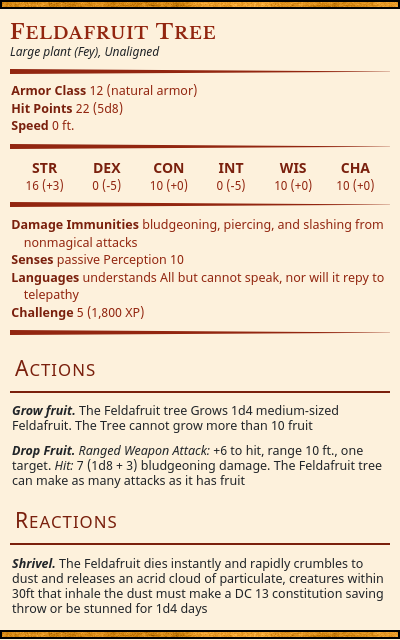 Feldafruit Tree
Large plant (Fey), Unaligned
Armor Class 12 (natural armor)
Hit Points 22 (5d8)
Speed 0 ft.
STR DEX CON INT WIS CHA
16 (+3) 0 (-5) 10 (+0) 0 (-5) 10 (+0) 10 (+0)
Damage Immunities bludgeoning, piercing, and slashing from
nonmagical attacks
Senses passive Perception 10
Languages understands All but cannot speak, nor will it repy to
telepathy
Challenge 5 (1,800 XP)
Actions
Grow fruit. The Feldafruit tree Grows 1d4 medium-sized
Feldafruit. The Tree cannot grow more than 10 fruit
Drop Fruit. Ranged Weapon Attack: +6 to hit, range 10 ft., one
target. Hit: 7 (1d8 + 3) bludgeoning damage. The Feldafruit tree
can make as many attacks as it has fruit
Reactions
Shrivel. The Feldafruit dies instantly and rapidly crumbles to
dust and releases an acrid cloud of particulate, creatures within
30ft that inhale the dust must make a DC 13 constitution saving
throw or be stunned for 1d4 days